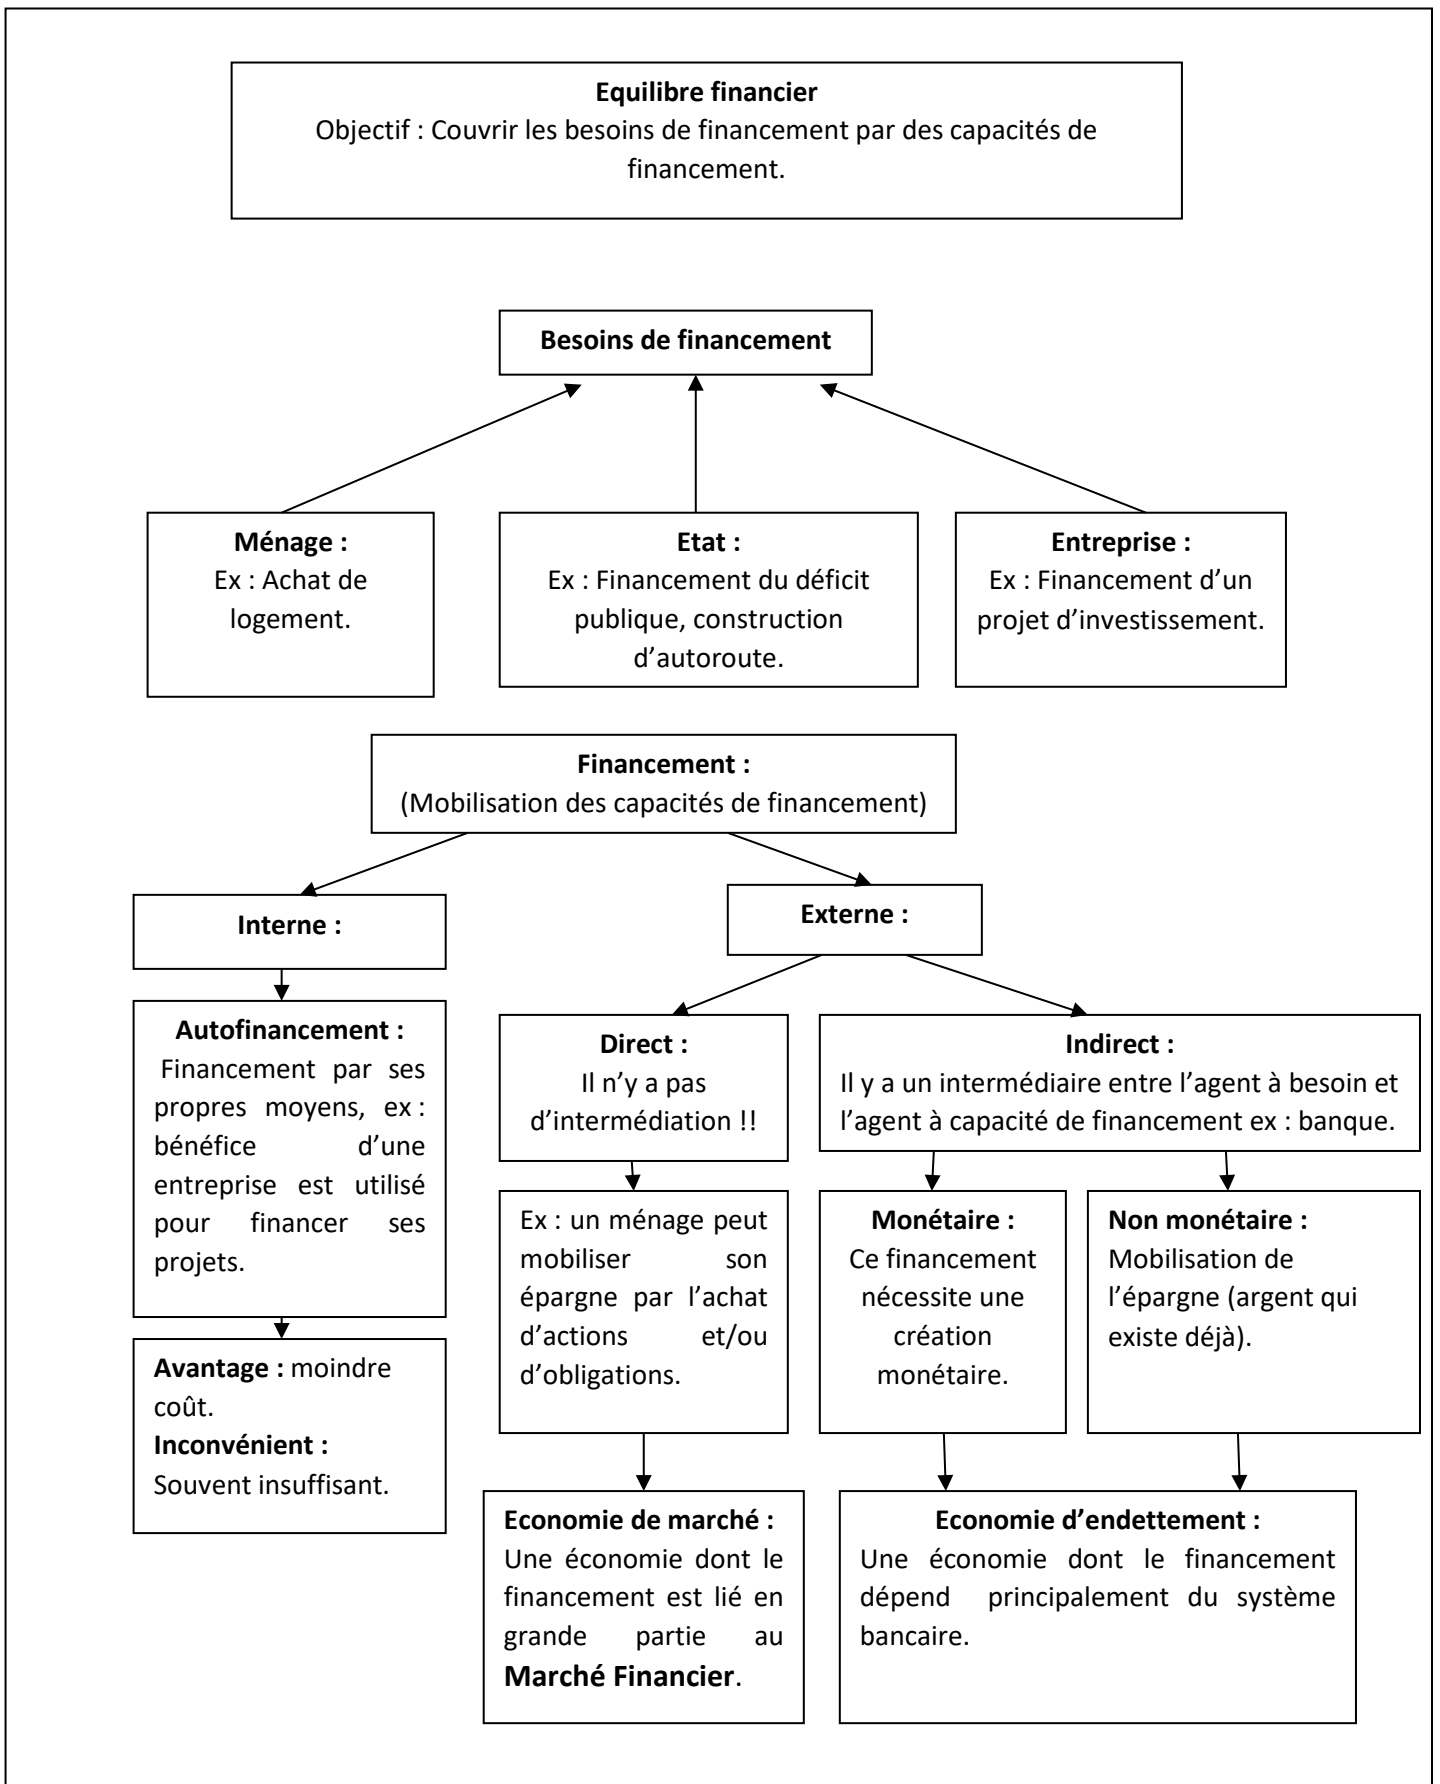 Equilibre financier
Objectif : Couvrir les besoins de financement par des capacités de
financement.
Besoins de financement
Ménage :
Ex : Achat de
logement.
Etat :
Ex : Financement du déficit
publique, construction
d’autoroute.
Entreprise :
Ex : Financement d’un
projet d’investissement.
Financement :
(Mobilisation des capacités de financement)
Interne :
Externe :
Autofinancement :
Financement par ses
propres moyens, ex :
bénéfice d’une
entreprise est utilisé
pour financer ses
projets.
Direct :
Il n’y a pas
d’intermédiation !!
Indirect :
Il y a un intermédiaire entre l’agent à besoin et
l’agent à capacité de financement ex : banque.
Ex : un ménage peut
mobiliser son
épargne par l’achat
d’actions et/ou
d’obligations.
Monétaire :
Ce financement
nécessite une
création
monétaire.
Non monétaire :
Mobilisation de
l’épargne (argent qui
existe déjà).
Avantage : moindre
coût.
Inconvénient :
Souvent insuffisant.
Economie de marché :
Une économie dont le
financement est lié en
grande partie au
Marché Financier.
Economie d’endettement :
Une économie dont le financement
dépend principalement du système
bancaire.